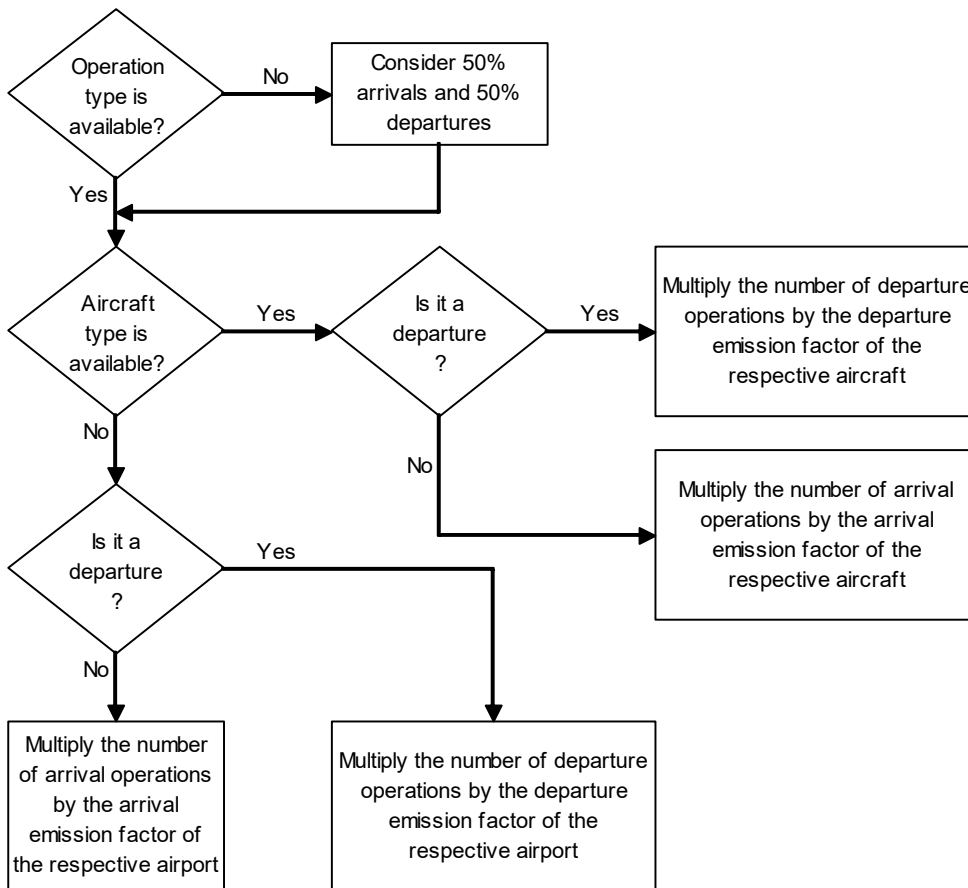 Operation
type is
available?
No
Consider 50%
arrivals and 50%
departures
Yes
Aircraft
type is
available?
Yes
Is it a
departure
?
Yes
Multiply the number of departure
operations by the departure
emission factor of the
respective aircraft
No
No
Multiply the number of arrival
operations by the arrival
emission factor of the
respective aircraft
Is it a
departure
?
Yes
No
Multiply the number
of arrival operations
by the arrival
emission factor of
the respective airport
Multiply the number of departure
operations by the departure
emission factor of the
respective airport